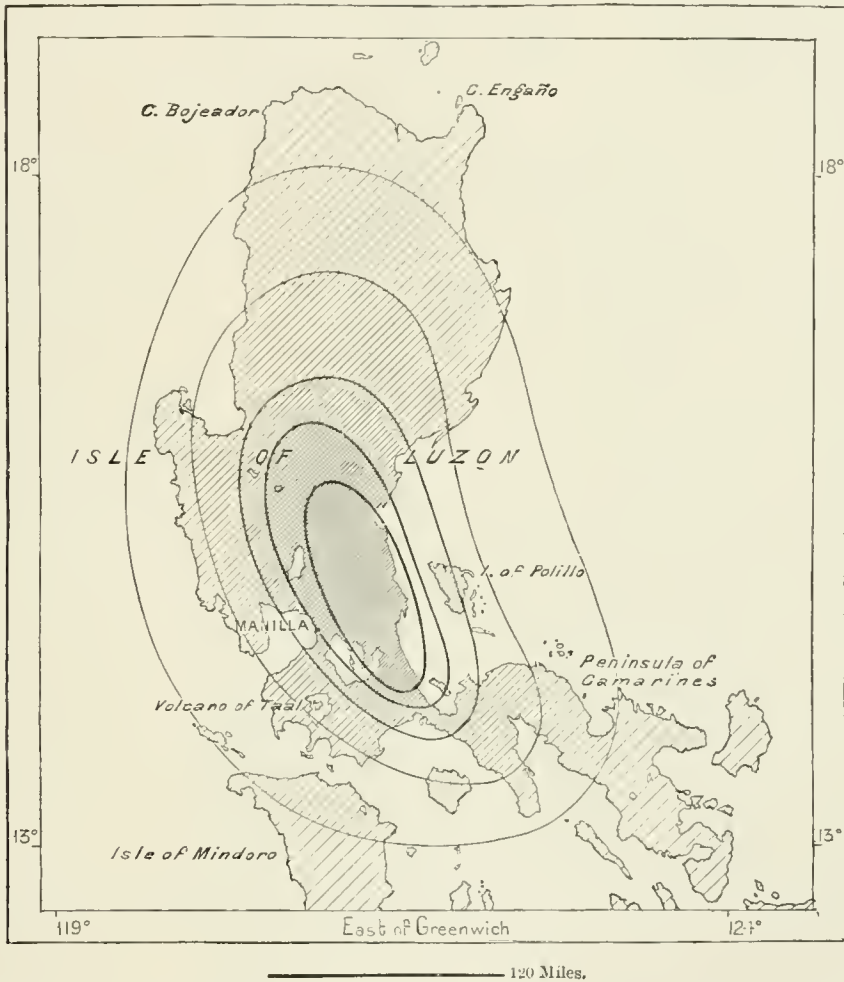 C. Engaño
C. Bojeador
18° 18°
ISLE OF LUZON
I. of Polillo
MANILLA
Peninsula of
Camarines
Volcano of Taal
13° 13°
Isle of Mindoro
119° East of Greenwich 124°
120 Miles.